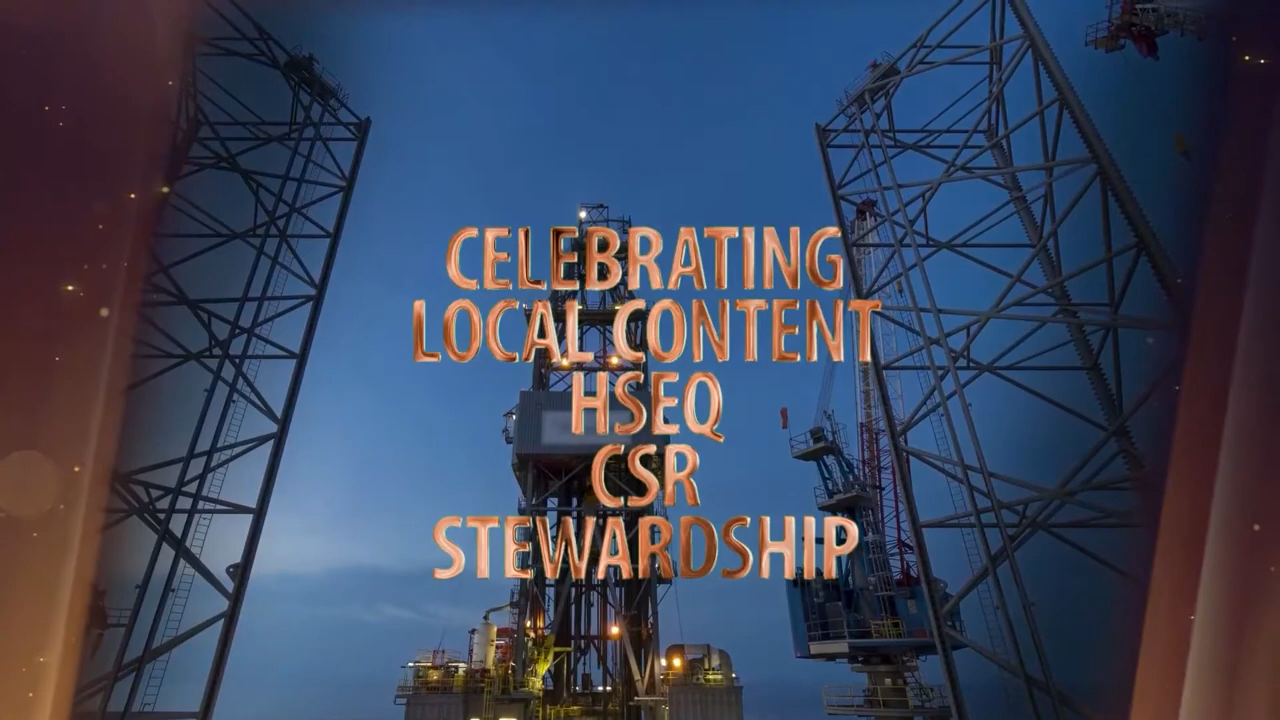 CELEBRATING
LOCAL CONTENT
HSEQ
CSR
STEWARDSHIP